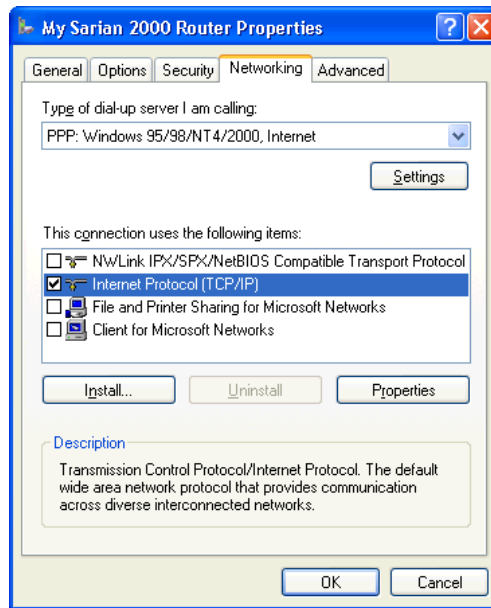 My Sarian 2000 Router Properties
General Options Security Networking Advanced
Type of dial-up server I am calling:
PPP: Windows 95/98/NT4/2000, Internet
Settings
This connection uses the following items:
NWLink IPX/SPX/NetBIOS Compatible Transport Protocol
Internet Protocol (TCP/IP)
File and Printer Sharing for Microsoft Networks
Client for Microsoft Networks
Install... Uninstall Properties
Description
Transmission Control Protocol/Internet Protocol. The default
wide area network protocol that provides communication
across diverse interconnected networks.
OK Cancel